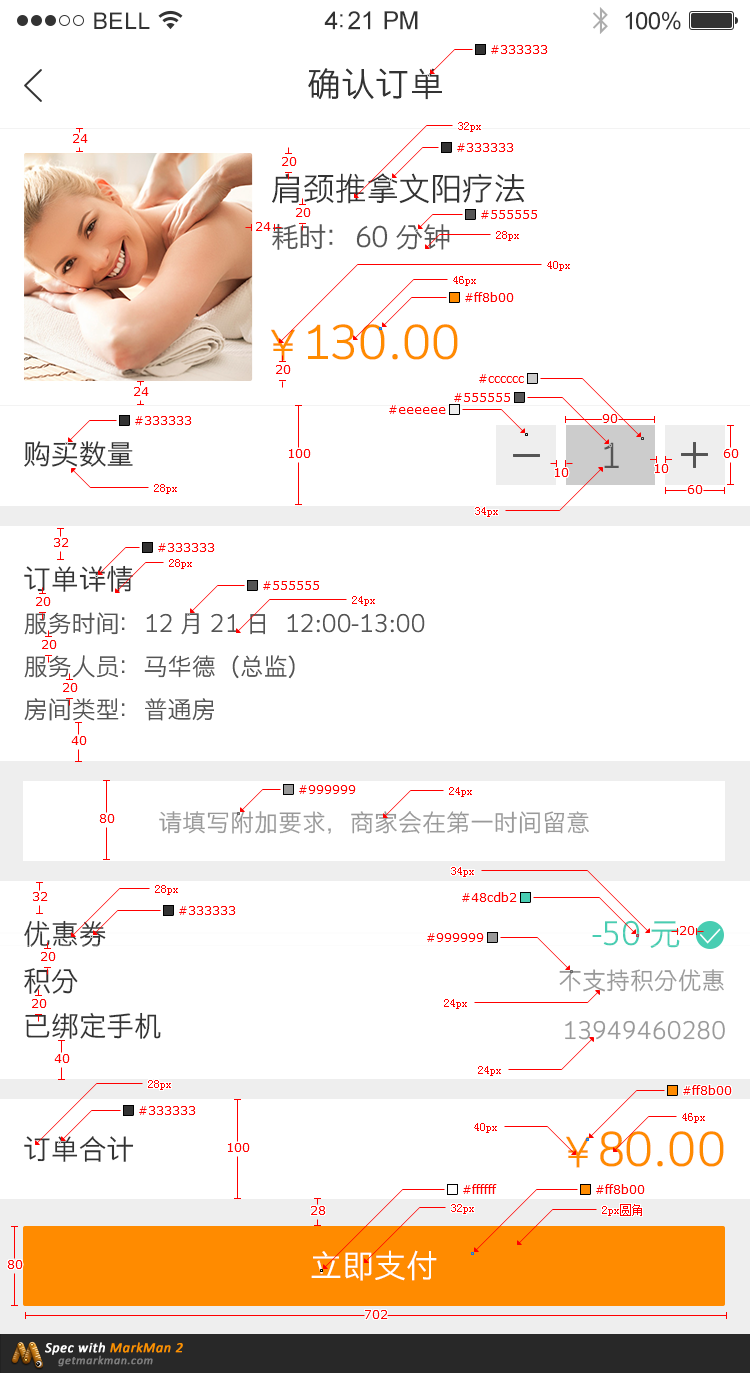 BELL 4:21 PM 100%
#333333
确认订单
24
32px
20
#333333
肩颈推拿文阳疗法
20
#555555
24
耗时： 60 分钟
28px
40px
46px
#ff8b00
￥130.00
20
#cccccc
24
#555555
#eeeeee
#333333
90
购买数量
100
10
1
10
60
28px
60
34px
32
#333333
28px
订单详情
#555555
20
24px
服务时间： 12 月 21 日 12:00-13:00
20
服务人员： 马华德（总监）
20
房间类型： 普通房
40
#999999
24px
80
请填写附加要求，商家会在第一时间留意
34px
28px
32
#48cdb2
#333333
优惠券
-50 元
20
#999999
20
积分
不支持积分优惠
20
24px
已绑定手机
13949460280
40
24px
28px
#ff8b00
#333333
46px
40px
订单合计
100
￥80.00
#ffffff
#ff8b00
28
32px
2px圆角
80
立即支付
702
Spec with MarkMan 2
getmarkman.com